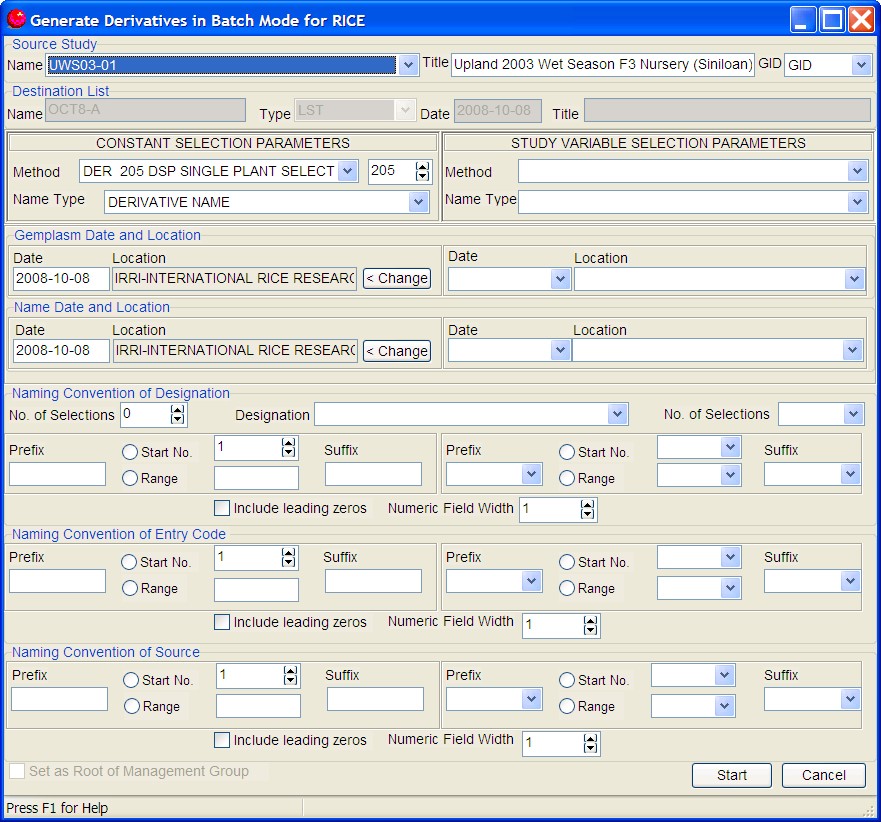 Generate Derivatives in Batch Mode for RICE
Source Study
Name UWS03-01 Title Upland 2003 Wet Season F3 Nursery (Siniloan) GID GID
Destination List
Name OCT8-A Type LST Date 2008-10-08 Title
CONSTANT SELECTION PARAMETERS STUDY VARIABLE SELECTION PARAMETERS
Method DER 205 DSP SINGLE PLANT SELECT 205 Method
Name Type DERIVATIVE NAME Name Type
Gemplasm Date and Location
Date Location Date Location
2008-10-08 IRRI-INTERNATIONAL RICE RESEARC < Change
Name Date and Location
Date Location Date Location
2008-10-08 IRRI-INTERNATIONAL RICE RESEARC < Change
Naming Convention of Designation
No. of Selections 0 Designation No. of Selections
Prefix Start No. 1 Suffix Prefix Start No. Suffix
Range Range
Include leading zeros Numeric Field Width 1
Naming Convention of Entry Code
Prefix Start No. 1 Suffix Prefix Start No. Suffix
Range Range
Include leading zeros Numeric Field Width 1
Naming Convention of Source
Prefix Start No. 1 Suffix Prefix Start No. Suffix
Range Range
Include leading zeros Numeric Field Width 1
Set as Root of Management Group Start Cancel
Press F1 for Help